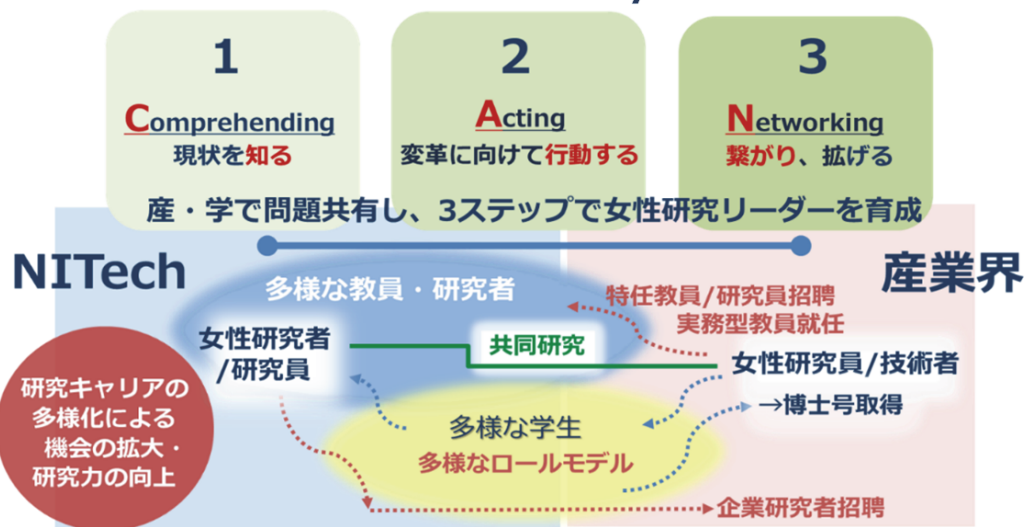 1
Comprehending
現状を知る
2
Acting
変革に向けて行動する
3
Networking
繋がり、拡げる
産・学で問題共有し、3ステップで女性研究リーダーを育成
NITech
産業界
多様な教員・研究者
特任教員/研究員招聘
実務型教員就任
女性研究者
/研究員
共同研究
女性研究員/技術者
→博士号取得
研究キャリアの
多様化による
機会の拡大・
研究力の向上
多様な学生
多様なロールモデル
企業研究者招聘